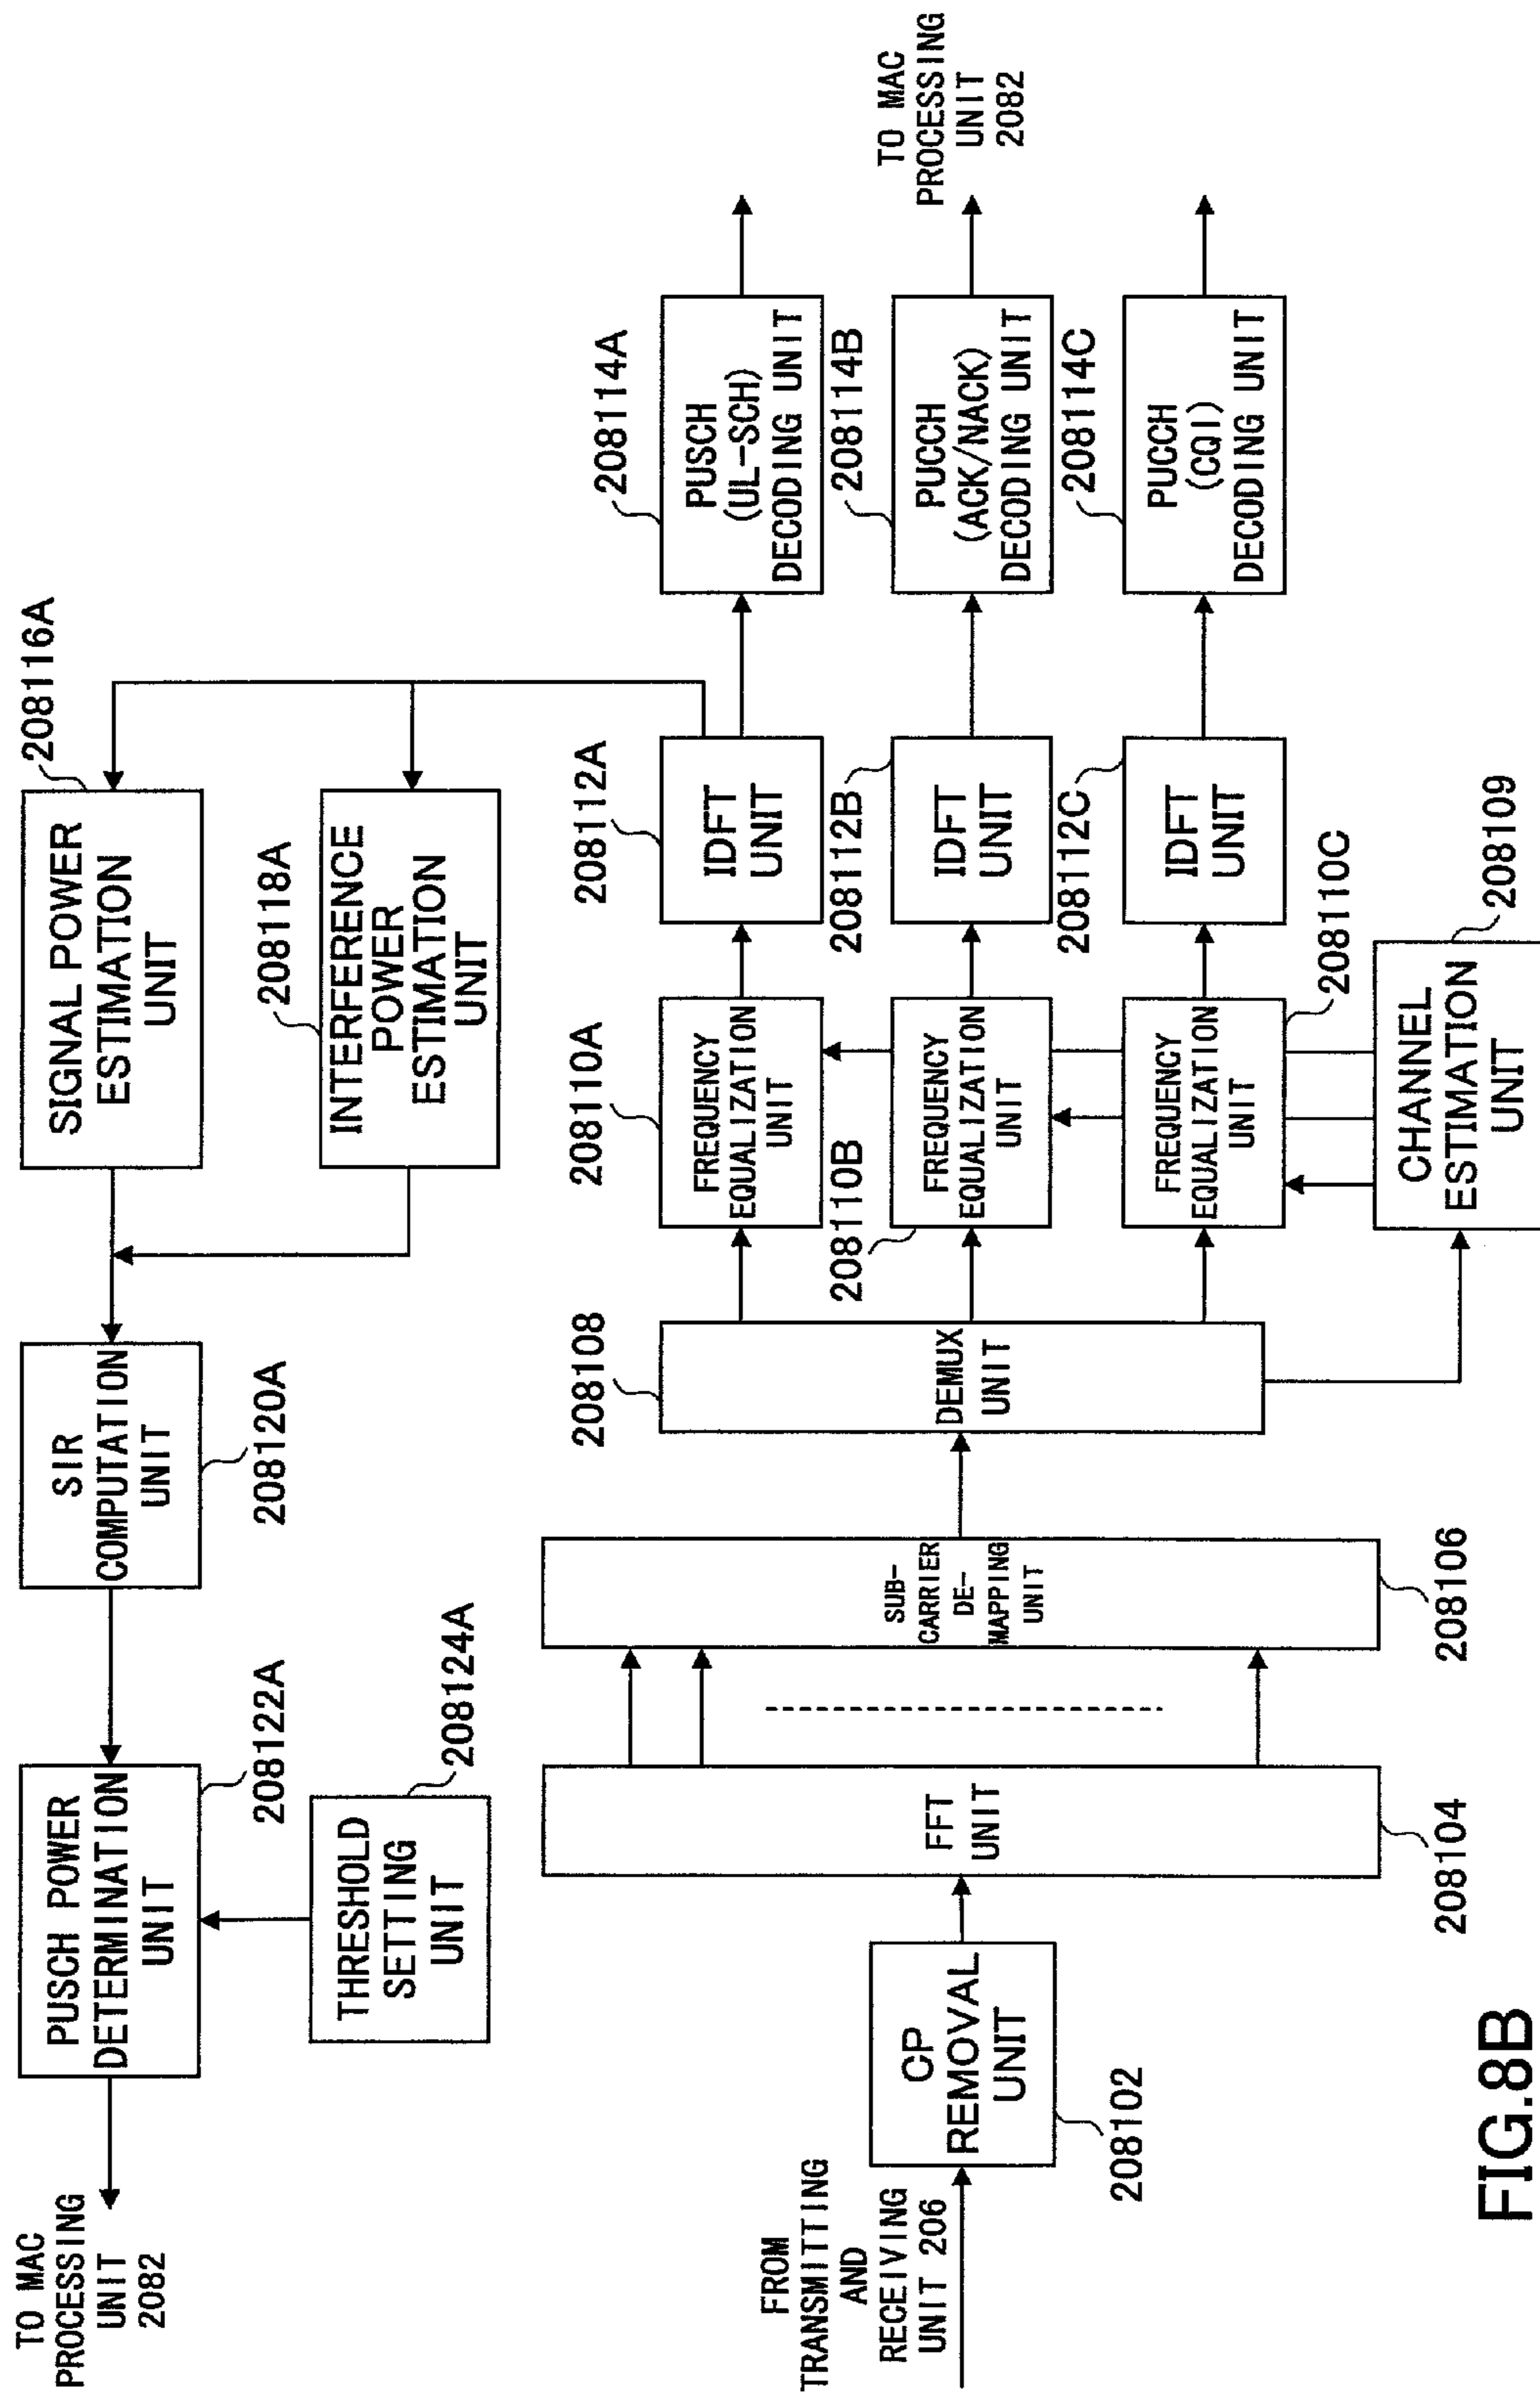 TO MAC
PROCESSING
UNIT
2082
PUSCH POWER
DETERMINATION
UNIT
208122A
THRESHOLD
SETTING
UNIT
208124A
SIR
COMPUTATION
UNIT
208120A
SIGNAL POWER
ESTIMATION
UNIT
208116A
INTERFERENCE
POWER
ESTIMATION
UNIT
208118A
FROM
TRANSMITTING
AND
RECEIVING
UNIT 206
CP
REMOVAL
UNIT
208102
FFT
UNIT
208104
SUB-
CARRIER
DE-
MAPPING
UNIT
208106
DEMUX
UNIT
208108
FREQUENCY
EQUALIZATION
UNIT
208110A
FREQUENCY
EQUALIZATION
UNIT
208110B
FREQUENCY
EQUALIZATION
UNIT
208110C
CHANNEL
ESTIMATION
UNIT
208109
IDFT
UNIT
208112A
IDFT
UNIT
208112B
IDFT
UNIT
208112C
PUSCH
(UL-SCH)
DECODING UNIT
208114A
PUCCH
(ACK/NACK)
DECODING UNIT
208114B
PUCCH
(CQI)
DECODING UNIT
208114C
TO MAC
PROCESSING
UNIT
2082
FIG.8B